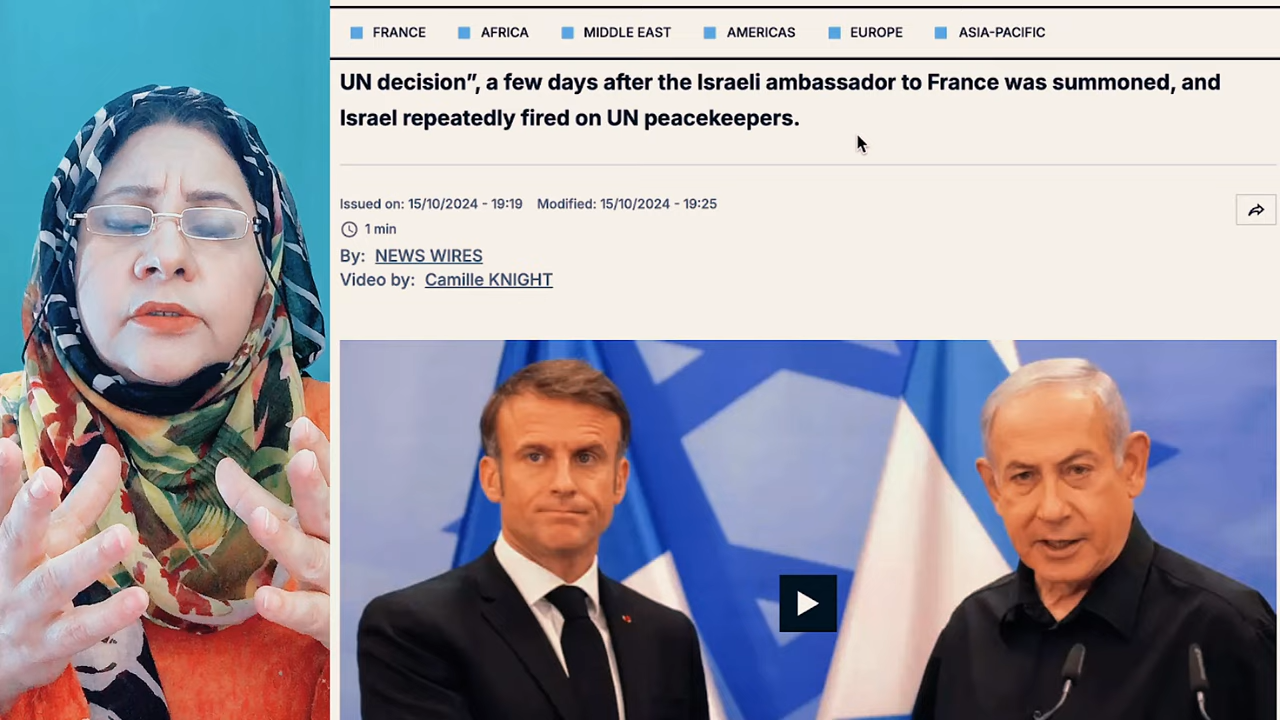 FRANCE AFRICA MIDDLE EAST AMERICAS EUROPE ASIA-PACIFIC
UN decision”, a few days after the Israeli ambassador to France was summoned, and
Israel repeatedly fired on UN peacekeepers.
Issued on: 15/10/2024 - 19:19 Modified: 15/10/2024 - 19:25
1 min
By: NEWS WIRES
Video by: Camille KNIGHT